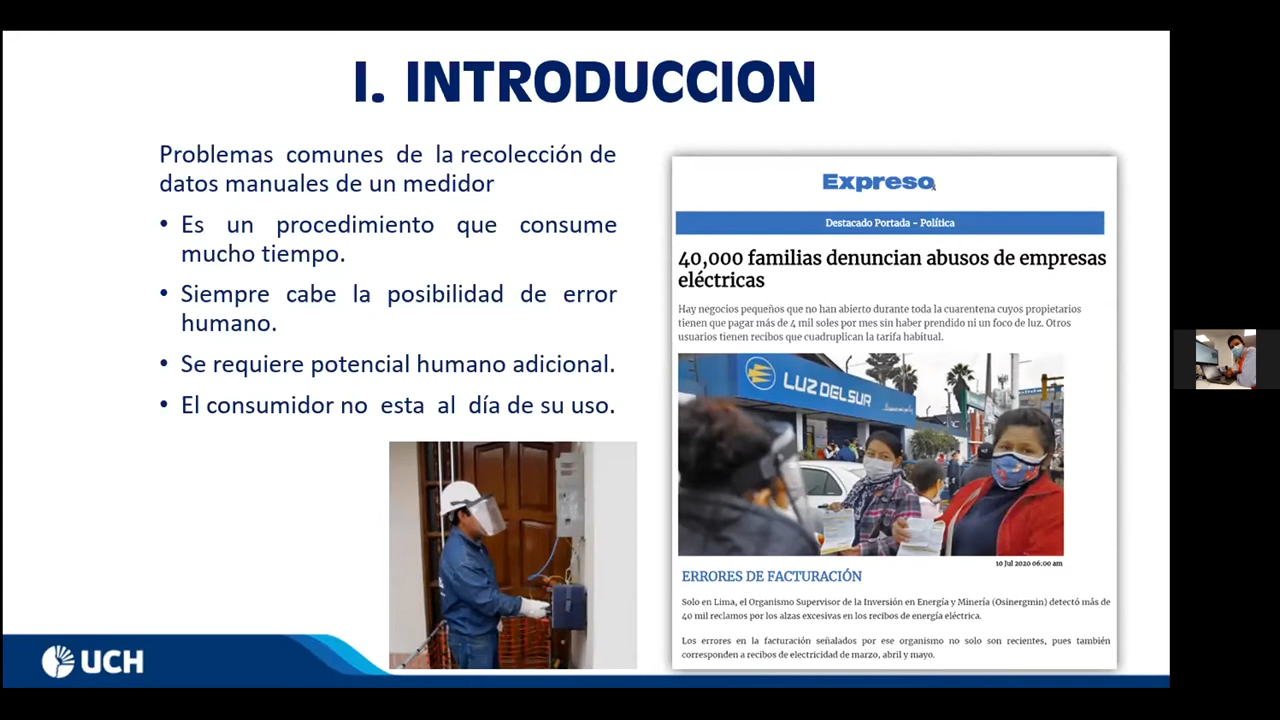 I. INTRODUCCION
Problemas comunes de la recolección de
datos manuales de un medidor
• Es un procedimiento que consume
mucho tiempo.
• Siempre cabe la posibilidad de error
humano.
• Se requiere potencial humano adicional.
• El consumidor no esta al día de su uso.
Expreso
Destacado Portada – Política
40,000 familias denuncian abusos de empresas
eléctricas
Hay negocios pequeños que no han abierto durante toda la cuarentena cuyos propietarios
tienen que pagar más de 4 mil soles por mes sin haber prendido ni un foco de luz. Otros
usuarios tienen recibos que cuadruplican la tarifa habitual.
LUZ DEL SUR
10 Jul 2020 06:00 am
ERRORES DE FACTURACIÓN
Solo en Lima, el Organismo Supervisor de la Inversión en Energía y Minería (Osinergmin) detectó más de
40 mil reclamos por los alzas excesivas en los recibos de energía eléctrica.
Los errores en la facturación señalados por ese organismo no solo son recientes, pues también
corresponden a recibos de electricidad de marzo, abril y mayo.
UCH